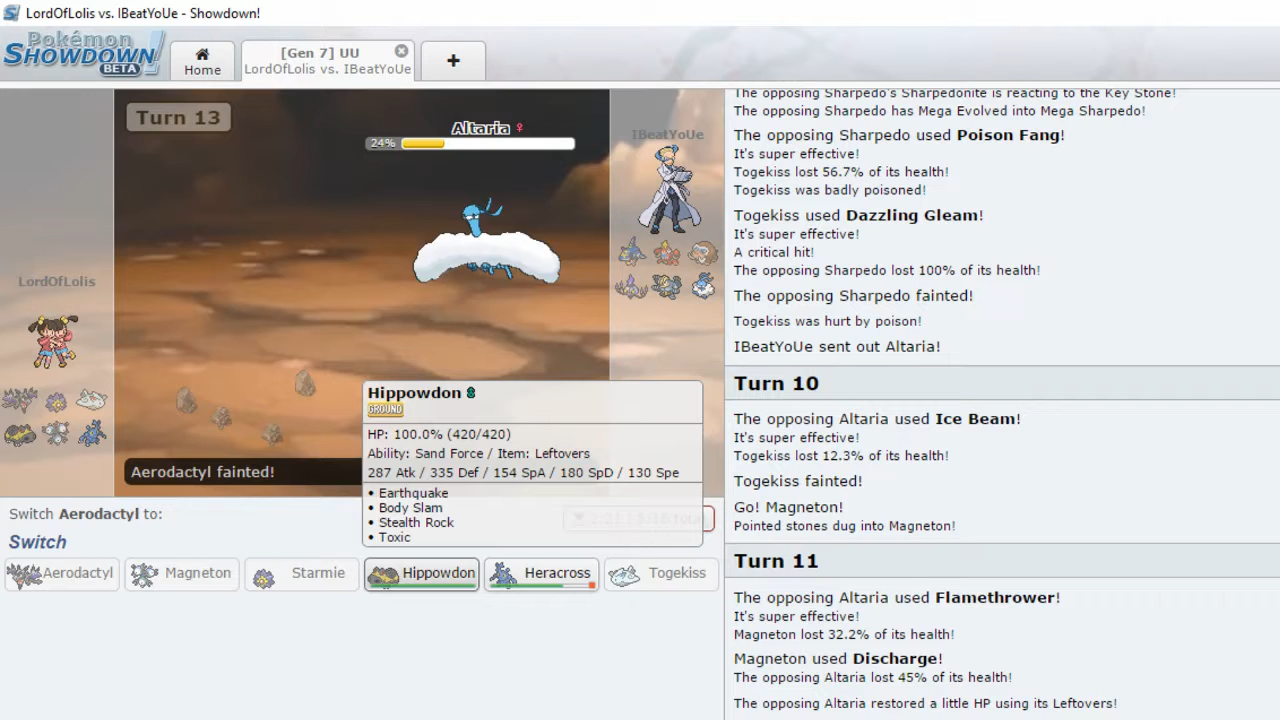 LordOfLolis vs. IBeatYoUe - Showdown!
Pokémon
SHOWDOWN!
BETA
Home
[Gen 7] UU
LordOfLolis vs. IBeatYoUe
+
Turn 13
Altaria ♀
24%
IBeatYoUe
LordOfLolis
Hippowdon
GROUND
HP: 100.0% (420/420)
Ability: Sand Force / Item: Leftovers
287 Atk / 335 Def / 154 SpA / 180 SpD / 130 Spe
• Earthquake
• Body Slam
• Stealth Rock
• Toxic
Aerodactyl fainted!
Switch Aerodactyl to:
Switch
Aerodactyl
Magneton
Starmie
Hippowdon
Heracross
Togekiss
The opposing Sharpedo's Sharpedonite is reacting to the Key Stone!
The opposing Sharpedo has Mega Evolved into Mega Sharpedo!
The opposing Sharpedo used Poison Fang!
It's super effective!
Togekiss lost 56.7% of its health!
Togekiss was badly poisoned!
Togekiss used Dazzling Gleam!
It's super effective!
A critical hit!
The opposing Sharpedo lost 100% of its health!
The opposing Sharpedo fainted!
Togekiss was hurt by poison!
IBeatYoUe sent out Altaria!
Turn 10
The opposing Altaria used Ice Beam!
It's super effective!
Togekiss lost 12.3% of its health!
Togekiss fainted!
Go! Magneton!
Pointed stones dug into Magneton!
Turn 11
The opposing Altaria used Flamethrower!
It's super effective!
Magneton lost 32.2% of its health!
Magneton used Discharge!
The opposing Altaria lost 45% of its health!
The opposing Altaria restored a little HP using its Leftovers!